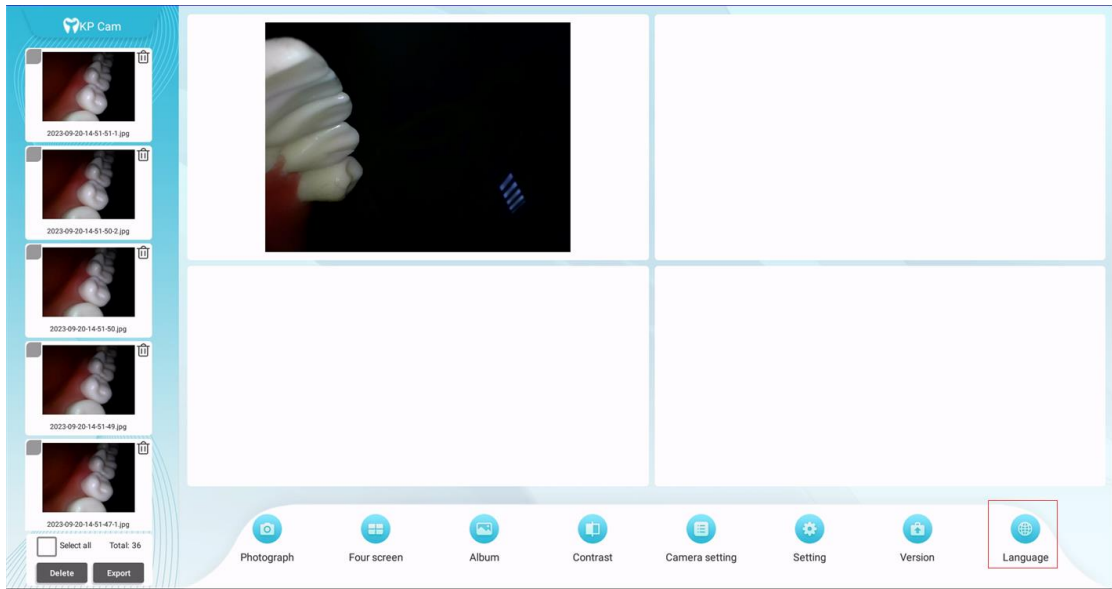 KP Cam
2023-09-20-14-51-51-1.jpg
2023-09-20-14-51-50-2.jpg
2023-09-20-14-51-50.jpg
2023-09-20-14-51-49.jpg
2023-09-20-14-51-47-1.jpg
Select all Total: 36
Delete Export
Photograph Four screen Album Contrast Camera setting Setting Version Language